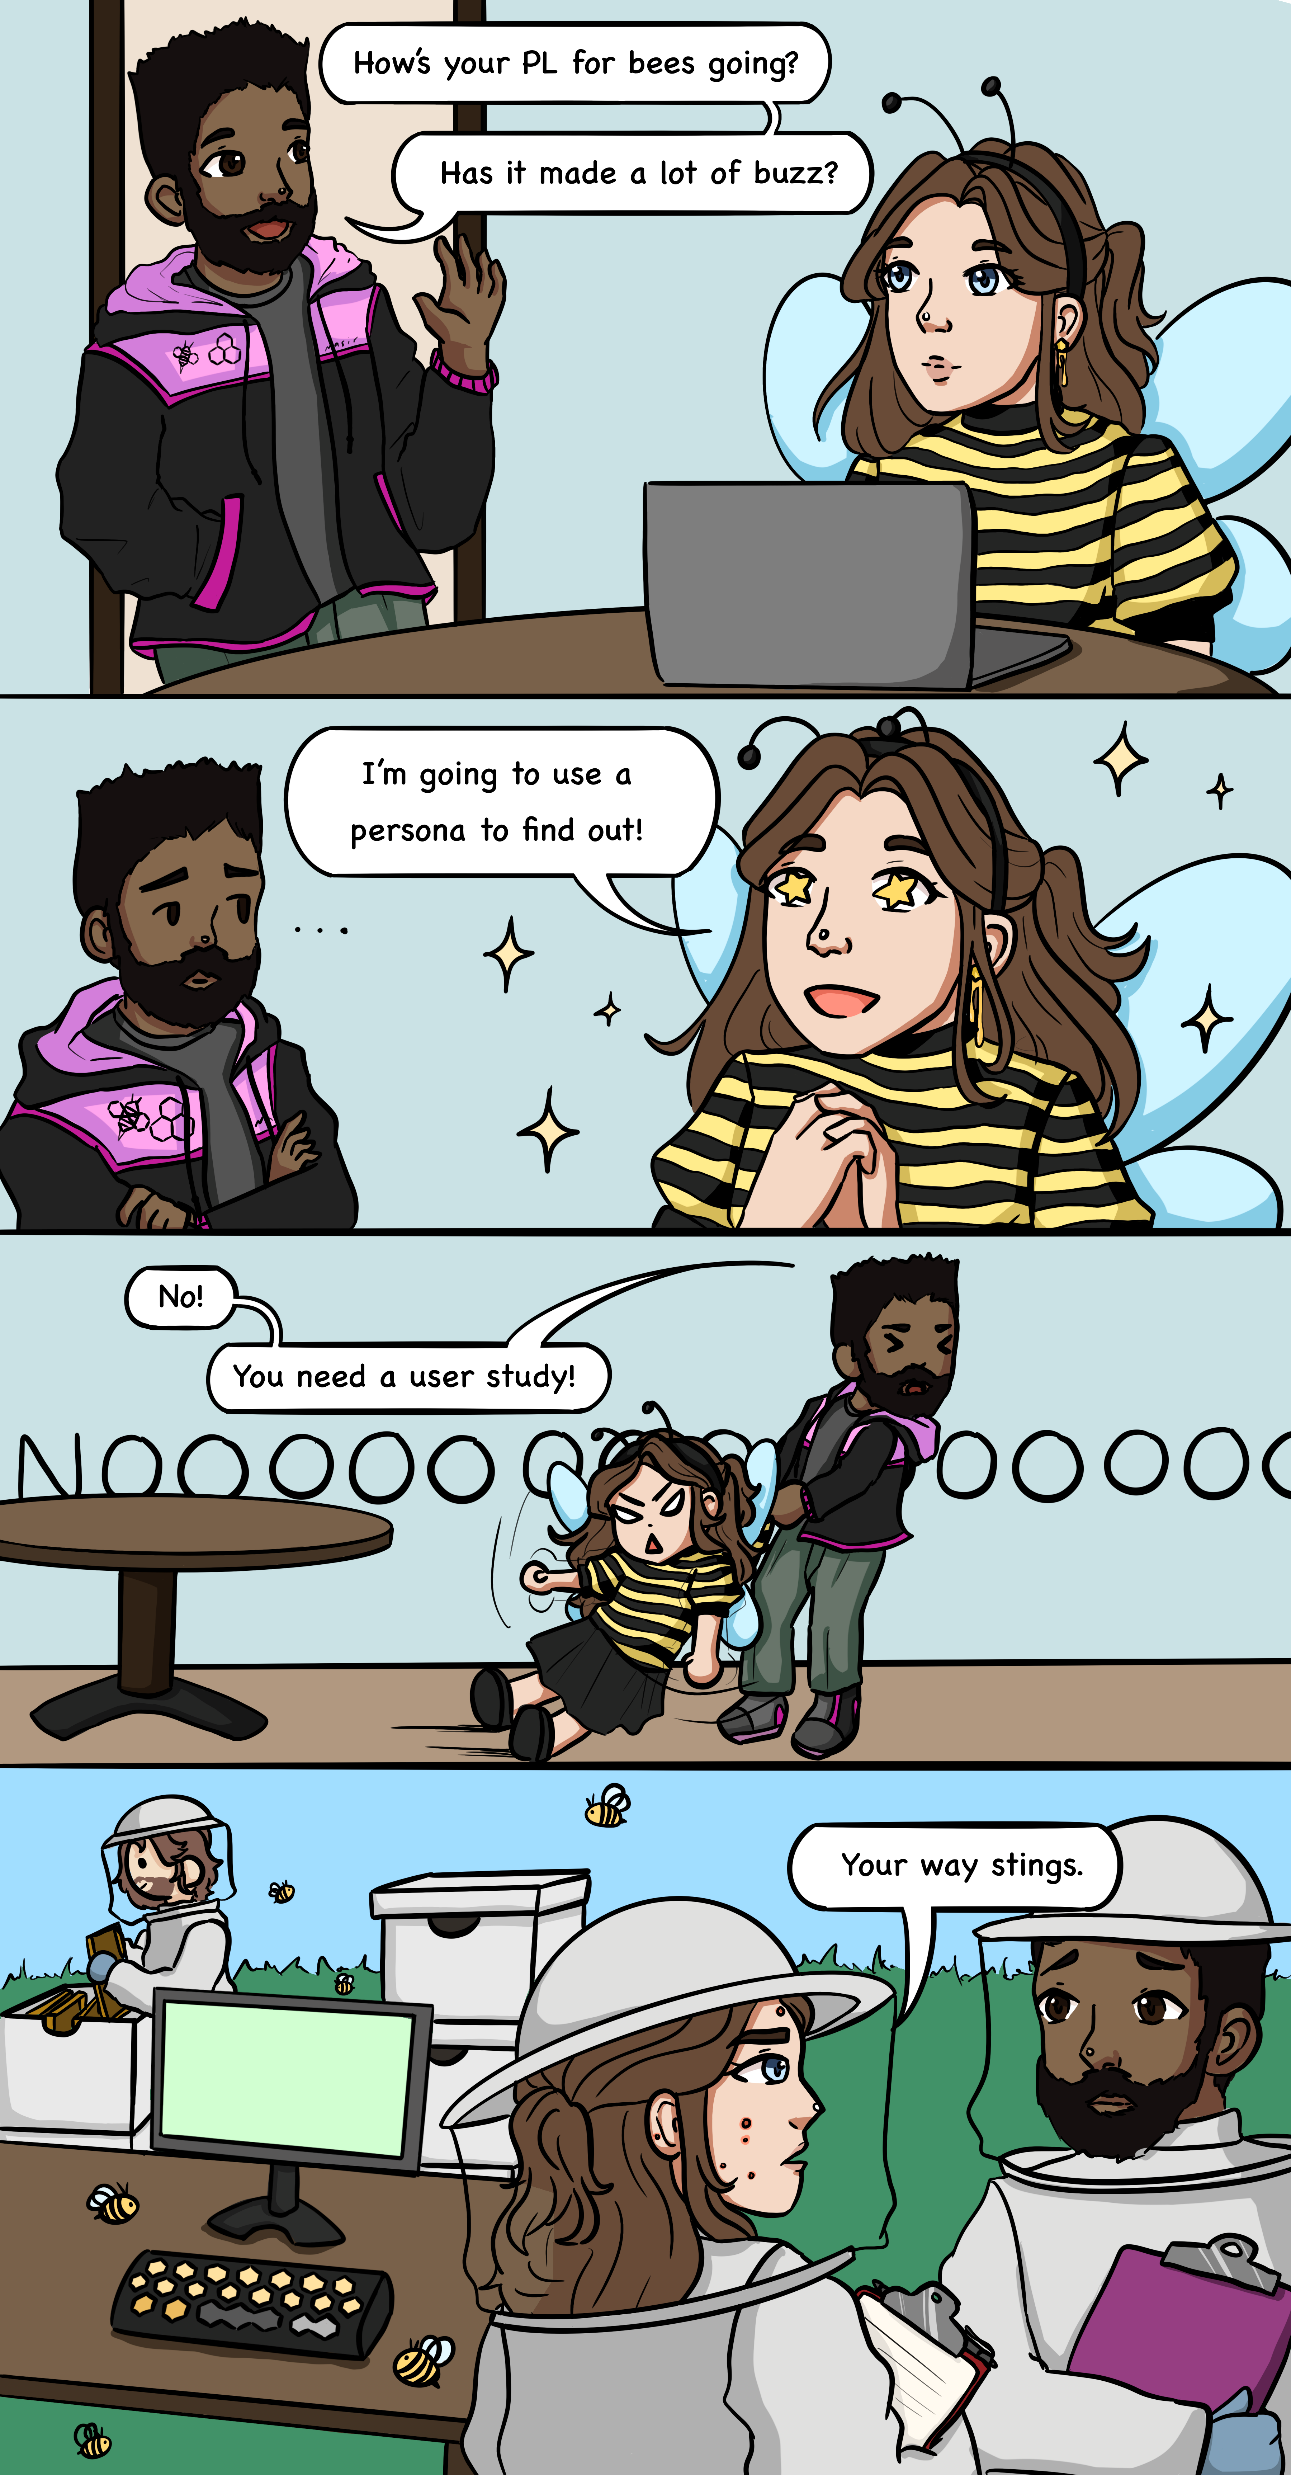 How's your PL for bees going?
Has it made a lot of buzz?
I'm going to use a
persona to find out!
...
No!
You need a user study!
NOOOOOOOOOOOOO
Your way stings.